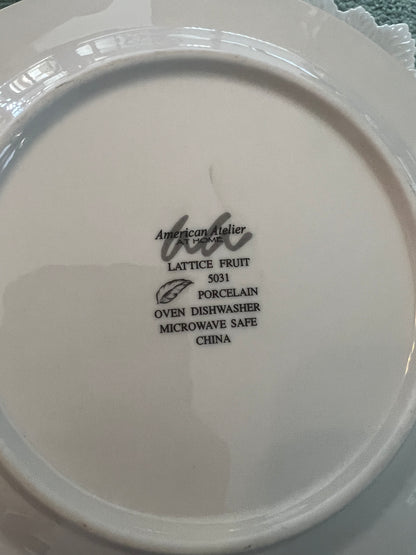 American Atelier
AT HOME
LATTICE FRUIT
5031
PORCELAIN
OVEN DISHWASHER
MICROWAVE SAFE
CHINA